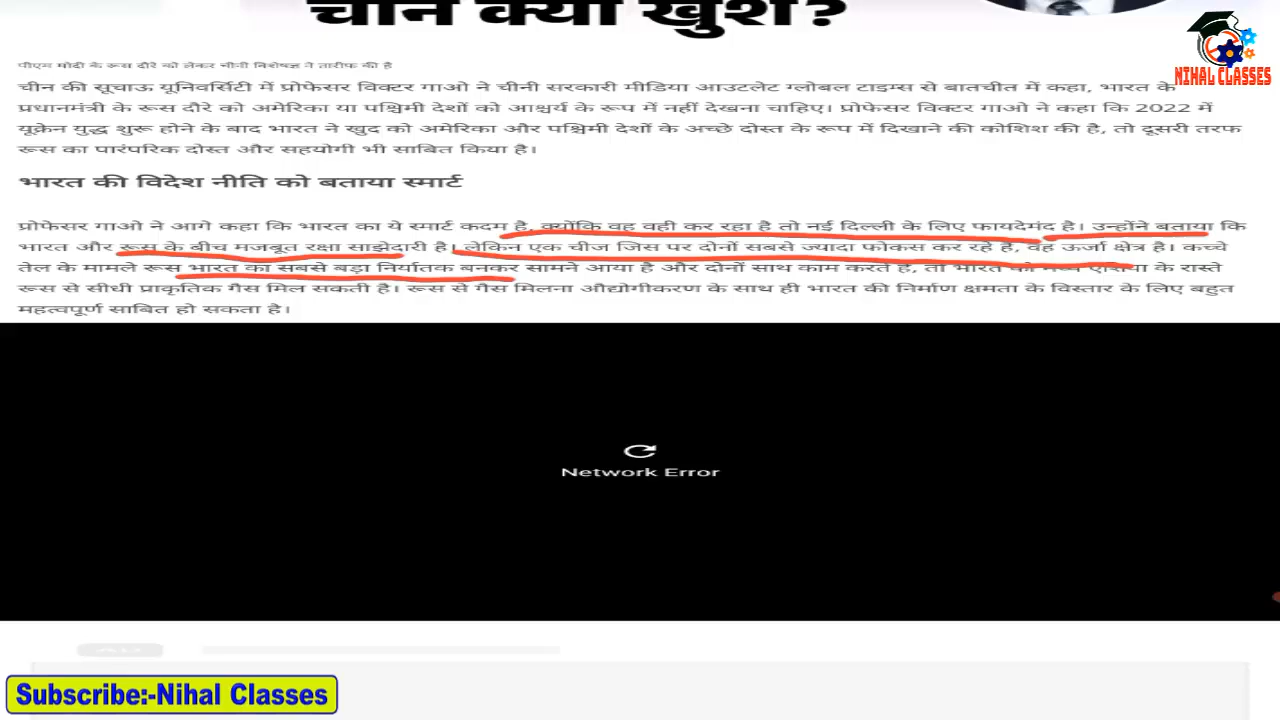 चीन क्यों खुश?
NIHAL CLASSES
पीएम मोदी के रूस दौरे को लेकर चीनी विशेषज्ञ ने तारीफ की है
चीन की सूचाऊ यूनिवर्सिटी में प्रोफेसर विक्टर गाओ ने चीनी सरकारी मीडिया आउटलेट ग्लोबल टाइम्स से बातचीत में कहा, भारत के
प्रधानमंत्री के रूस दौरे को अमेरिका या पश्चिमी देशों को आश्चर्य के रूप में नहीं देखना चाहिए। प्रोफेसर विक्टर गाओ ने कहा कि 2022 में
यूक्रेन युद्ध शुरू होने के बाद भारत ने खुद को अमेरिका और पश्चिमी देशों के अच्छे दोस्त के रूप में दिखाने की कोशिश की है, तो दूसरी तरफ
रूस का पारंपरिक दोस्त और सहयोगी भी साबित किया है।
भारत की विदेश नीति को बताया स्मार्ट
प्रोफेसर गाओ ने आगे कहा कि भारत का ये स्मार्ट कदम है, क्योंकि वह वही कर रहा है तो नई दिल्ली के लिए फायदेमंद है। उन्होंने बताया कि
भारत और रूस के बीच मजबूत रक्षा साझेदारी है। लेकिन एक चीज जिस पर दोनों सबसे ज्यादा फोकस कर रहे हैं, वह ऊर्जा क्षेत्र है। कच्चे
तेल के मामले रूस भारत का सबसे बड़ा निर्यातक बनकर सामने आया है और दोनों साथ काम करते हैं, तो भारत को मध्य एशिया के रास्ते
रूस से सीधी प्राकृतिक गैस मिल सकती है। रूस से गैस मिलना औद्योगीकरण के साथ ही भारत की निर्माण क्षमता के विस्तार के लिए बहुत
महत्वपूर्ण साबित हो सकता है।
Network Error
Subscribe:-Nihal Classes